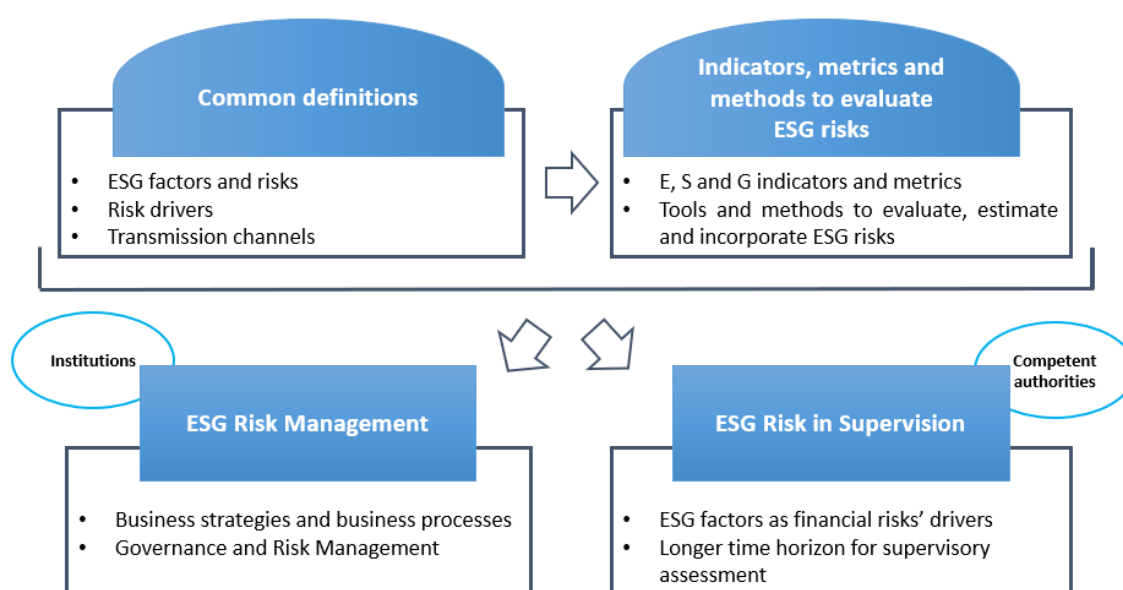 Common definitions
• ESG factors and risks
• Risk drivers
• Transmission channels
Indicators, metrics and
methods to evaluate
ESG risks
• E, S and G indicators and metrics
• Tools and methods to evaluate, estimate
and incorporate ESG risks
Institutions
ESG Risk Management
• Business strategies and business processes
• Governance and Risk Management
Competent
authorities
ESG Risk in Supervision
• ESG factors as financial risks’ drivers
• Longer time horizon for supervisory
assessment